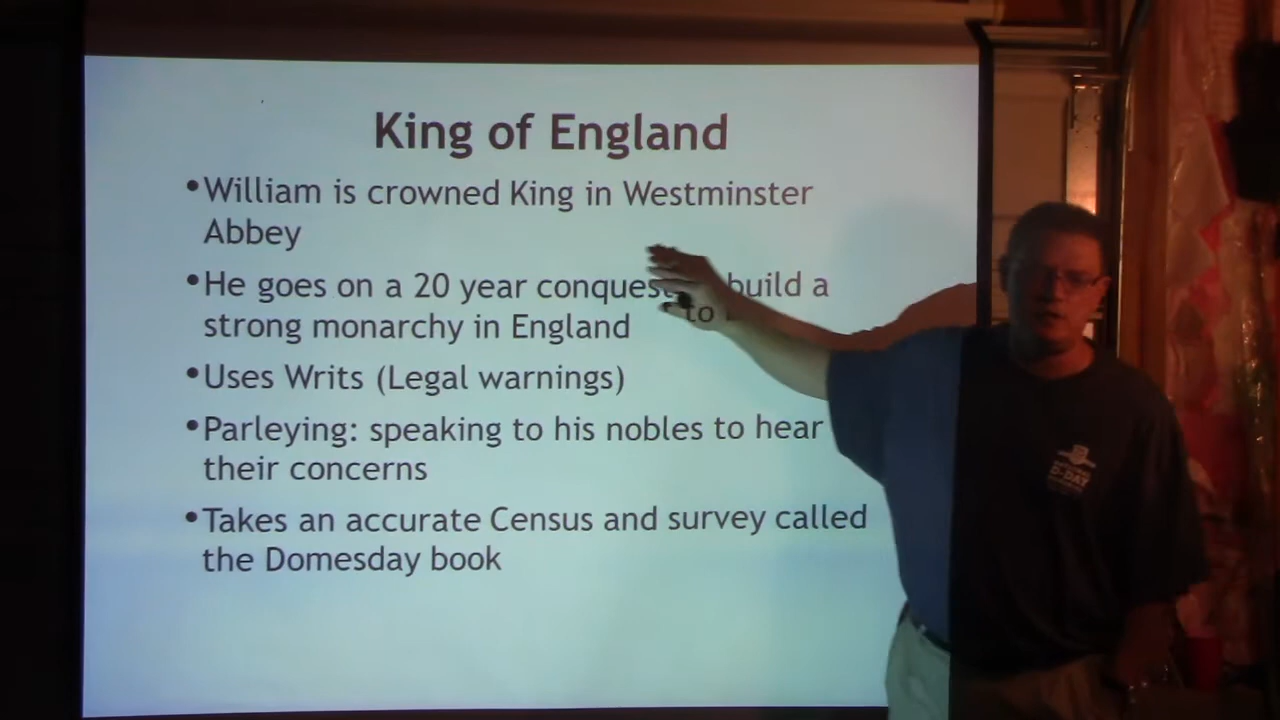 King of England
•William is crowned King in Westminster
Abbey
•He goes on a 20 year conquest to build a
strong monarchy in England
•Uses Writs (Legal warnings)
•Parleying: speaking to his nobles to hear
their concerns
•Takes an accurate Census and survey called
the Domesday book
D-DAY